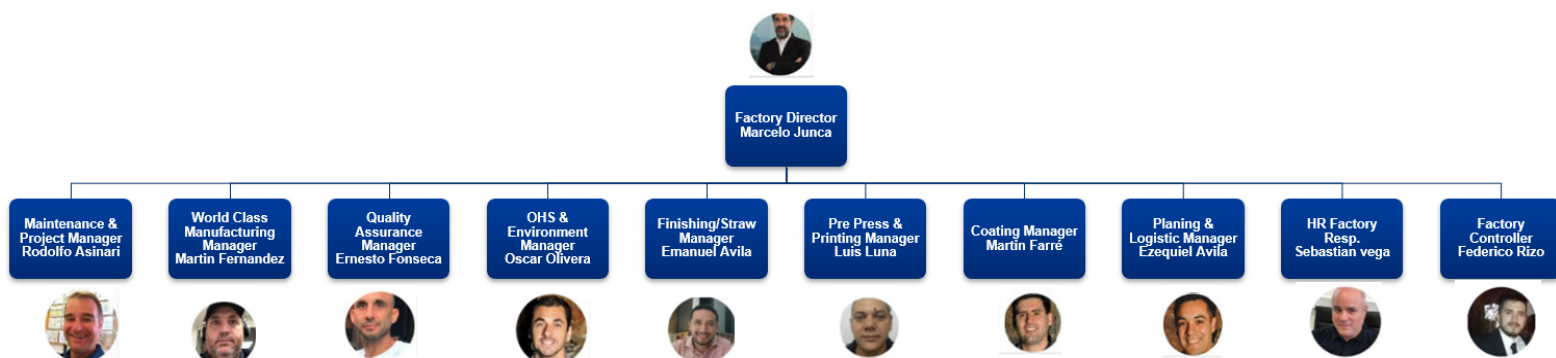 Factory Director
Marcelo Junca
Maintenance &
Project Manager
Rodolfo Asinari
World Class
Manufacturing
Manager
Martin Fernandez
Quality
Assurance
Manager
Ernesto Fonseca
OHS &
Environment
Manager
Oscar Olivera
Finishing/Straw
Manager
Emanuel Avila
Pre Press &
Printing Manager
Luis Luna
Coating Manager
Martin Farré
Planing &
Logistic Manager
Ezequiel Avila
HR Factory
Resp.
Sebastian vega
Factory
Controller
Federico Rizo